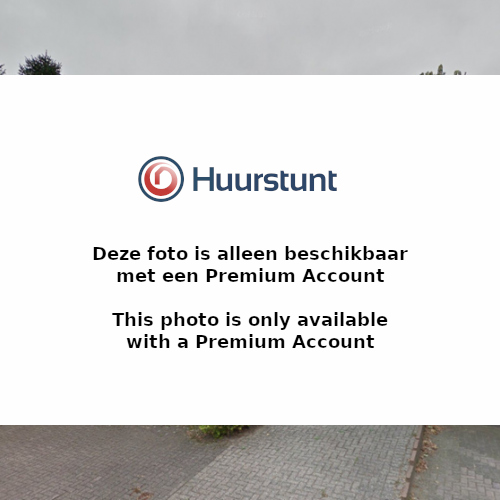 Huurstunt
Deze foto is alleen beschikbaar
met een Premium Account
This photo is only available
with a Premium Account